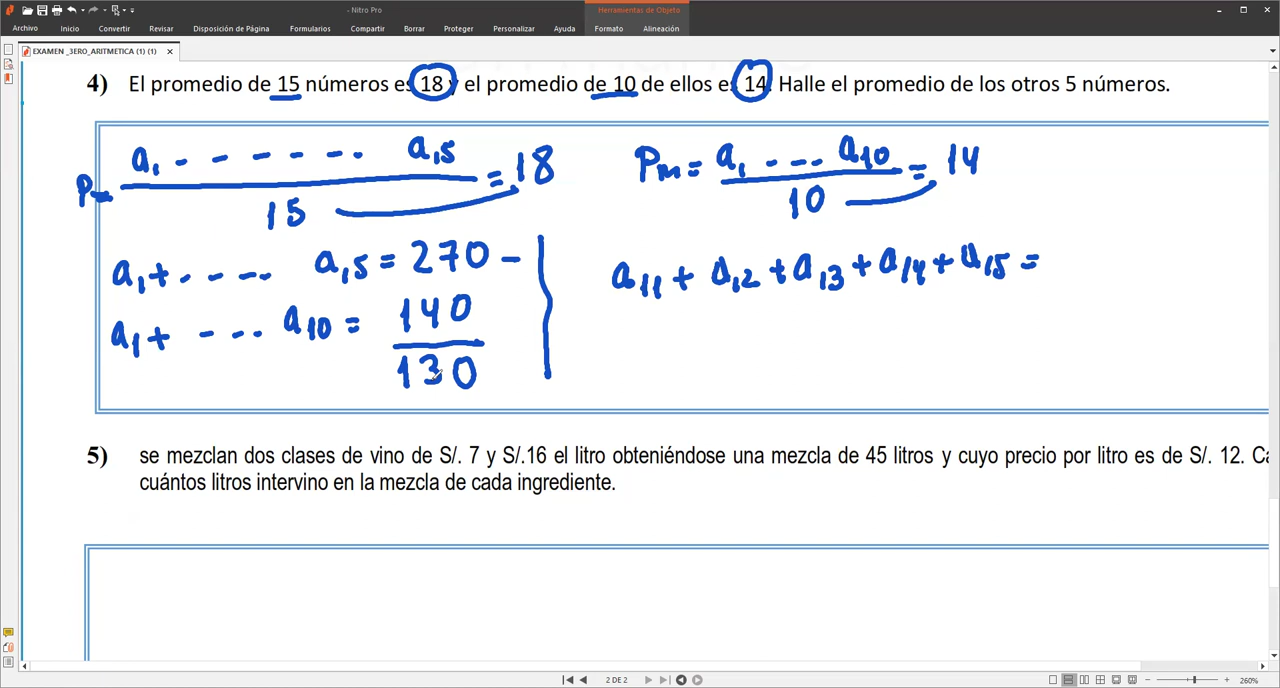 - Nitro Pro
Herramientas de Objeto
Archivo Inicio Convertir Revisar Disposición de Página Formularios Compartir Borrar Proteger Personalizar Ayuda Formato Alineación
EXAMEN _3ERO_ARITMETICA (1) (1)
4) El promedio de 15 números es 18 y el promedio de 10 de ellos es 14. Halle el promedio de los otros 5 números.
P= a1 - - - - - - . a15 / 15 = 18
Pm = a1 - - - a10 / 10 = 14
a1 + - - - - a15 = 270 -
a1 + - - - a10 = 140
130
a11 + a12 + a13 + a14 + a15 =
5) se mezclan dos clases de vino de S/. 7 y S/.16 el litro obteniéndose una mezcla de 45 litros y cuyo precio por litro es de S/. 12. Ca
cuántos litros intervino en la mezcla de cada ingrediente.
2 DE 2
260%